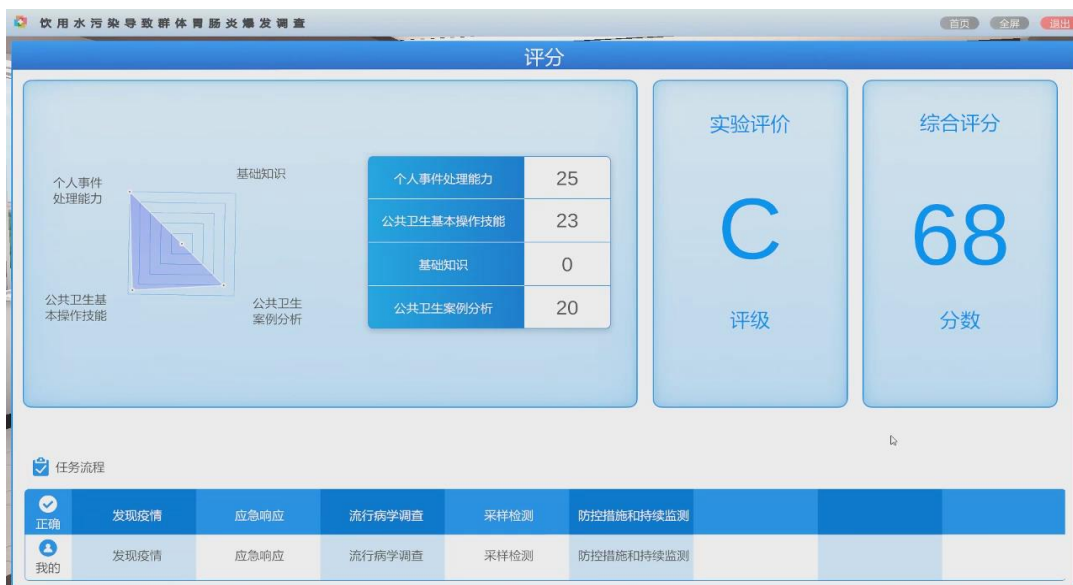 饮用水污染导致群体胃肠炎爆发调查
首页 全屏 退出
评分
个人事件
处理能力
基础知识
公共卫生基
本操作技能
公共卫生
案例分析
个人事件处理能力 25
公共卫生基本操作技能 23
基础知识 0
公共卫生案例分析 20
实验评价
C
评级
综合评分
68
分数
任务流程
正确 发现疫情 应急响应 流行病学调查 采样检测 防控措施和持续监测
我的 发现疫情 应急响应 流行病学调查 采样检测 防控措施和持续监测